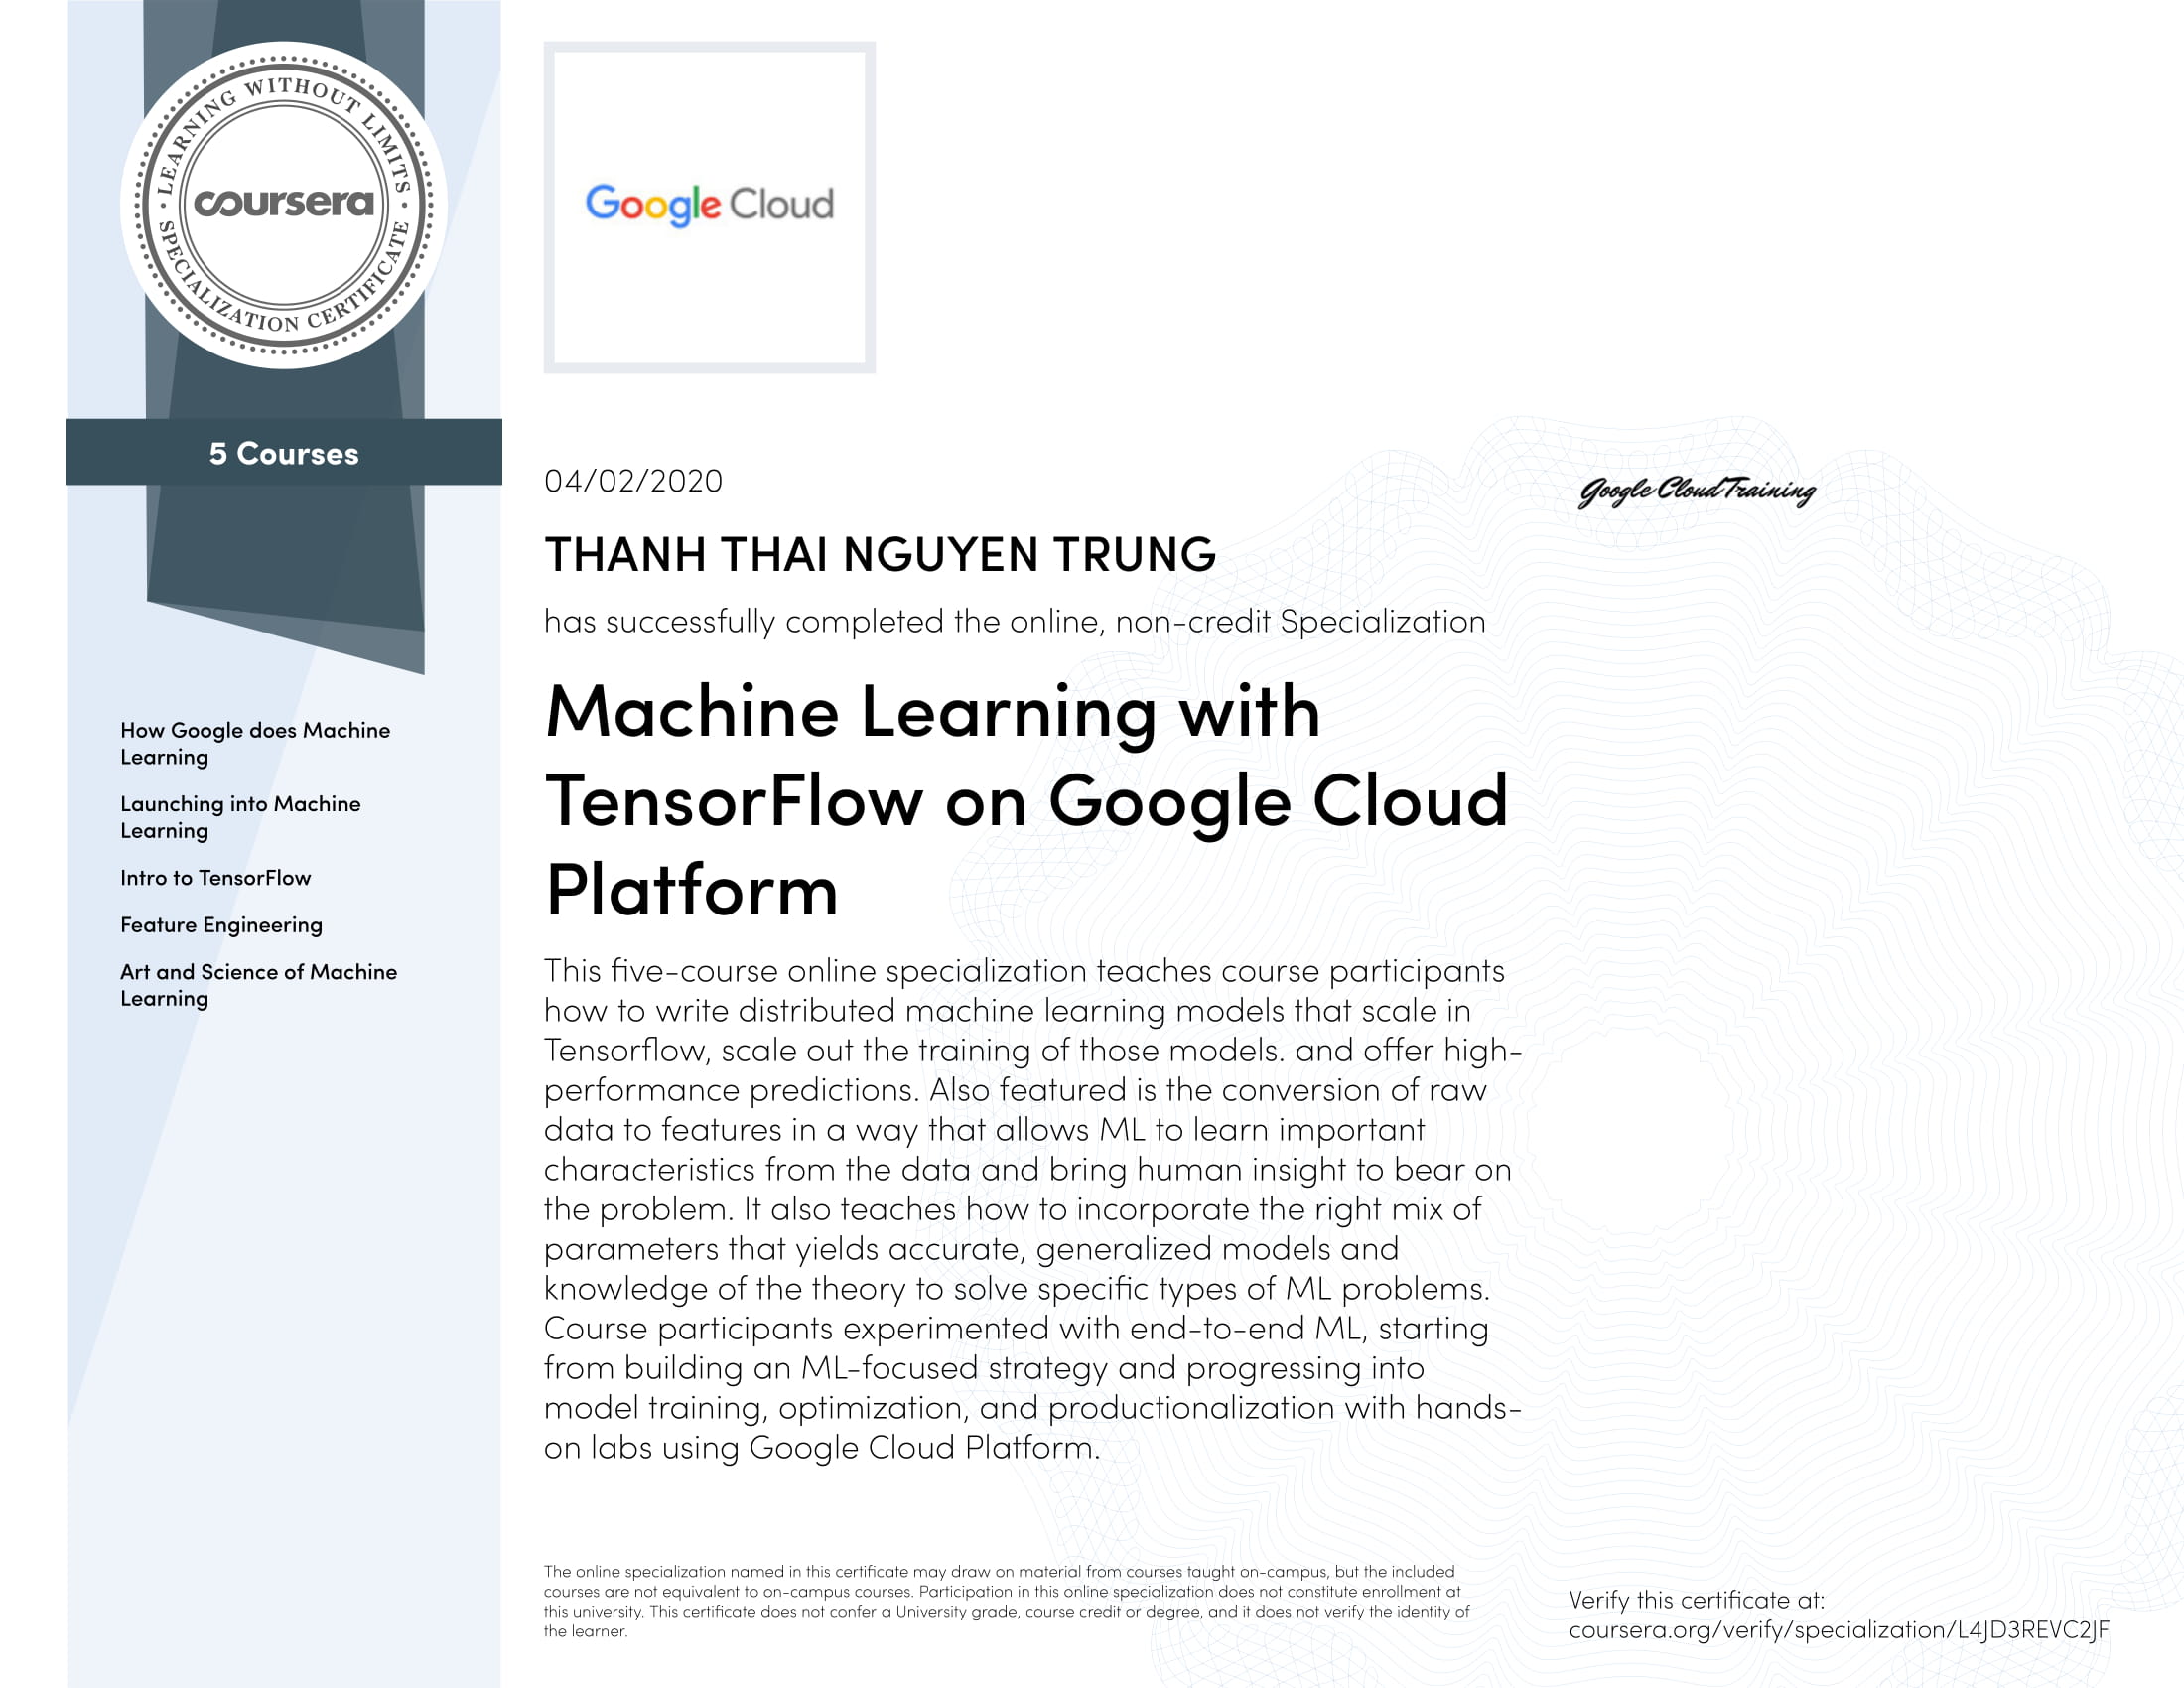 LEARNING WITHOUT LIMITS
coursera
SPECIALIZATION CERTIFICATE
5 Courses
How Google does Machine
Learning
Launching into Machine
Learning
Intro to TensorFlow
Feature Engineering
Art and Science of Machine
Learning
Google Cloud
04/02/2020
THANH THAI NGUYEN TRUNG
has successfully completed the online, non-credit Specialization
Machine Learning with
TensorFlow on Google Cloud
Platform
This five-course online specialization teaches course participants
how to write distributed machine learning models that scale in
Tensorflow, scale out the training of those models. and offer high-
performance predictions. Also featured is the conversion of raw
data to features in a way that allows ML to learn important
characteristics from the data and bring human insight to bear on
the problem. It also teaches how to incorporate the right mix of
parameters that yields accurate, generalized models and
knowledge of the theory to solve specific types of ML problems.
Course participants experimented with end-to-end ML, starting
from building an ML-focused strategy and progressing into
model training, optimization, and productionalization with hands-
on labs using Google Cloud Platform.
Google Cloud Training
The online specialization named in this certificate may draw on material from courses taught on-campus, but the included
courses are not equivalent to on-campus courses. Participation in this online specialization does not constitute enrollment at
this university. This certificate does not confer a University grade, course credit or degree, and it does not verify the identity of
the learner.
Verify this certificate at:
coursera.org/verify/specialization/L4JD3REVC2JF